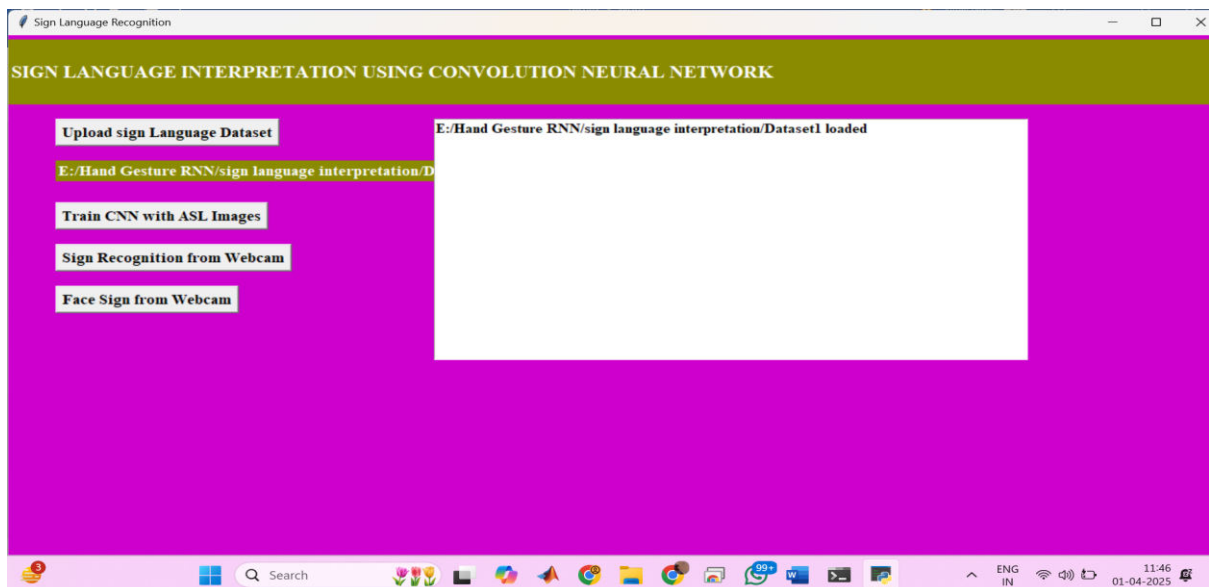 Sign Language Recognition
SIGN LANGUAGE INTERPRETATION USING CONVOLUTION NEURAL NETWORK
Upload sign Language Dataset
E:/Hand Gesture RNN/sign language interpretation/D
Train CNN with ASL Images
Sign Recognition from Webcam
Face Sign from Webcam
E:/Hand Gesture RNN/sign language interpretation/Dataset1 loaded
3
Search
99+
W
ENG
IN
11:46
01-04-2025